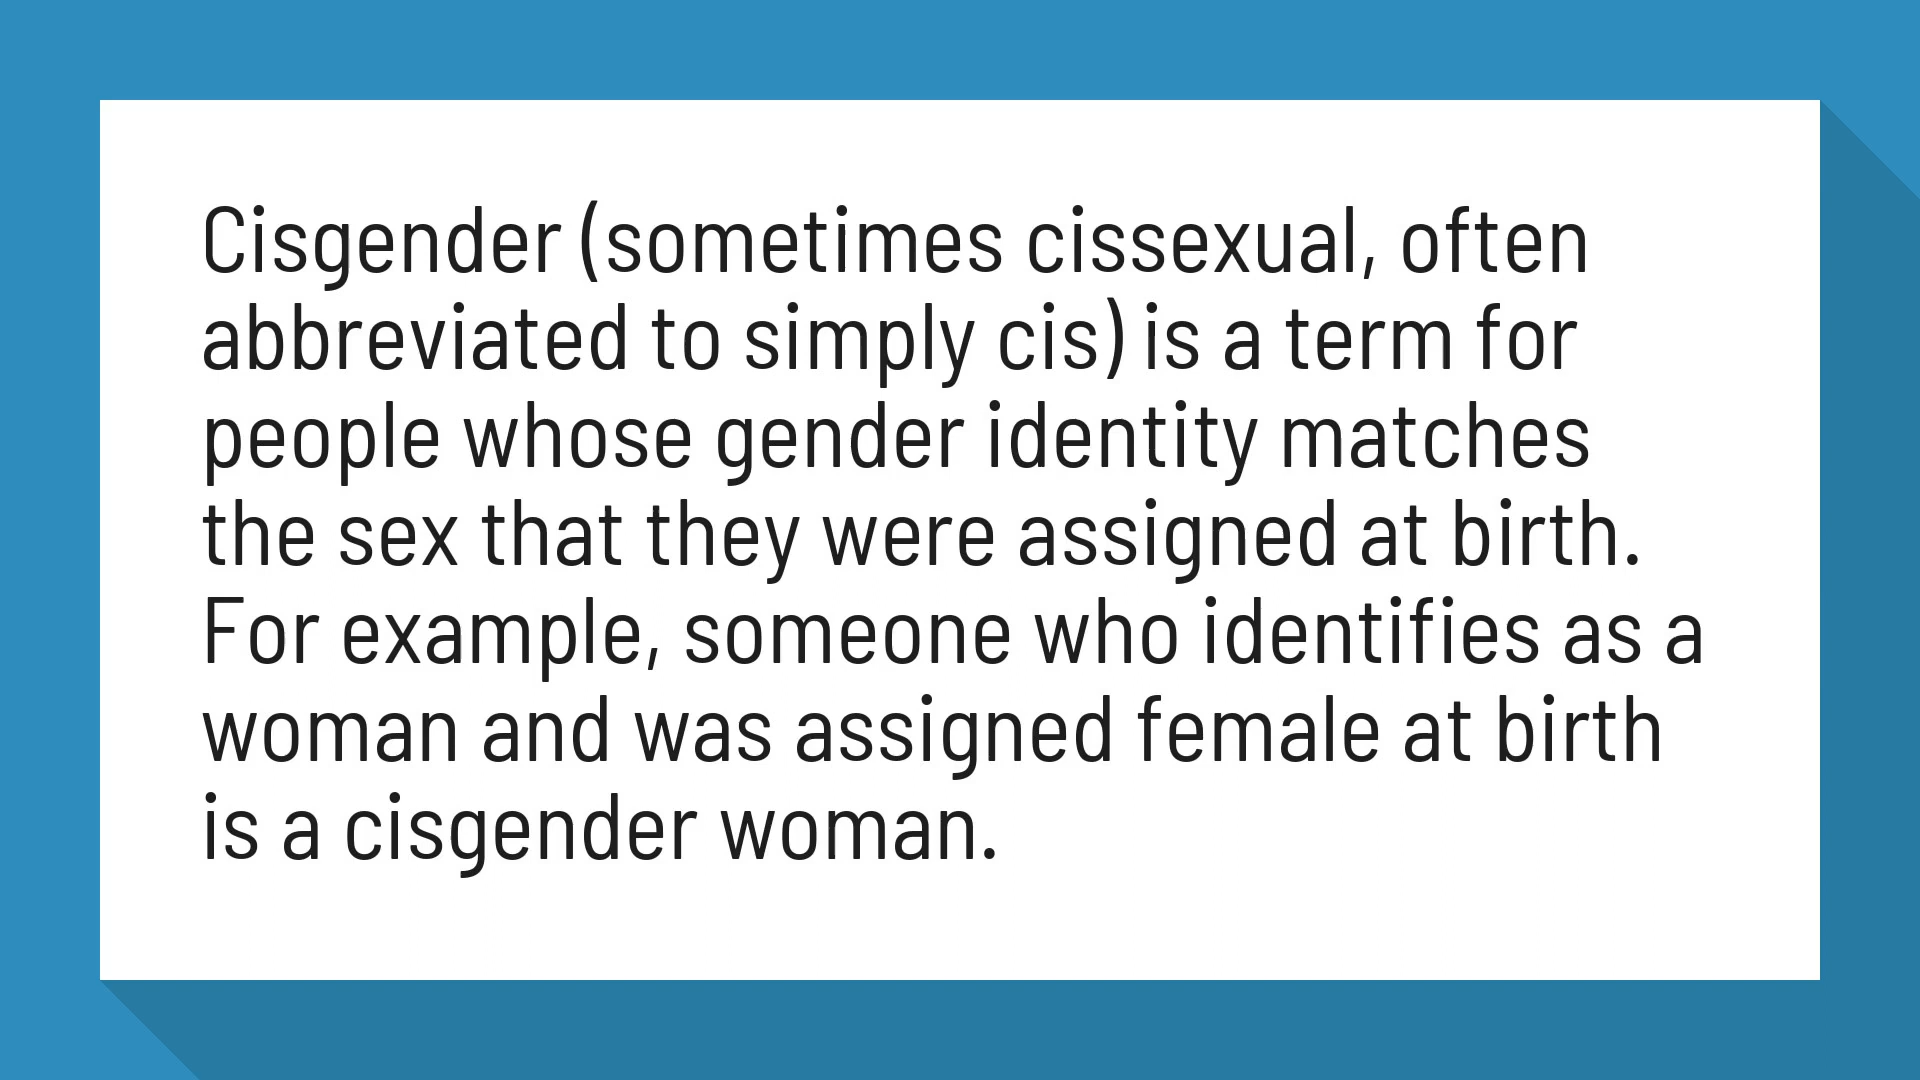 Cisgender (sometimes cissexual, often
abbreviated to simply cis) is a term for
people whose gender identity matches
the sex that they were assigned at birth.
For example, someone who identifies as a
woman and was assigned female at birth
is a cisgender woman.